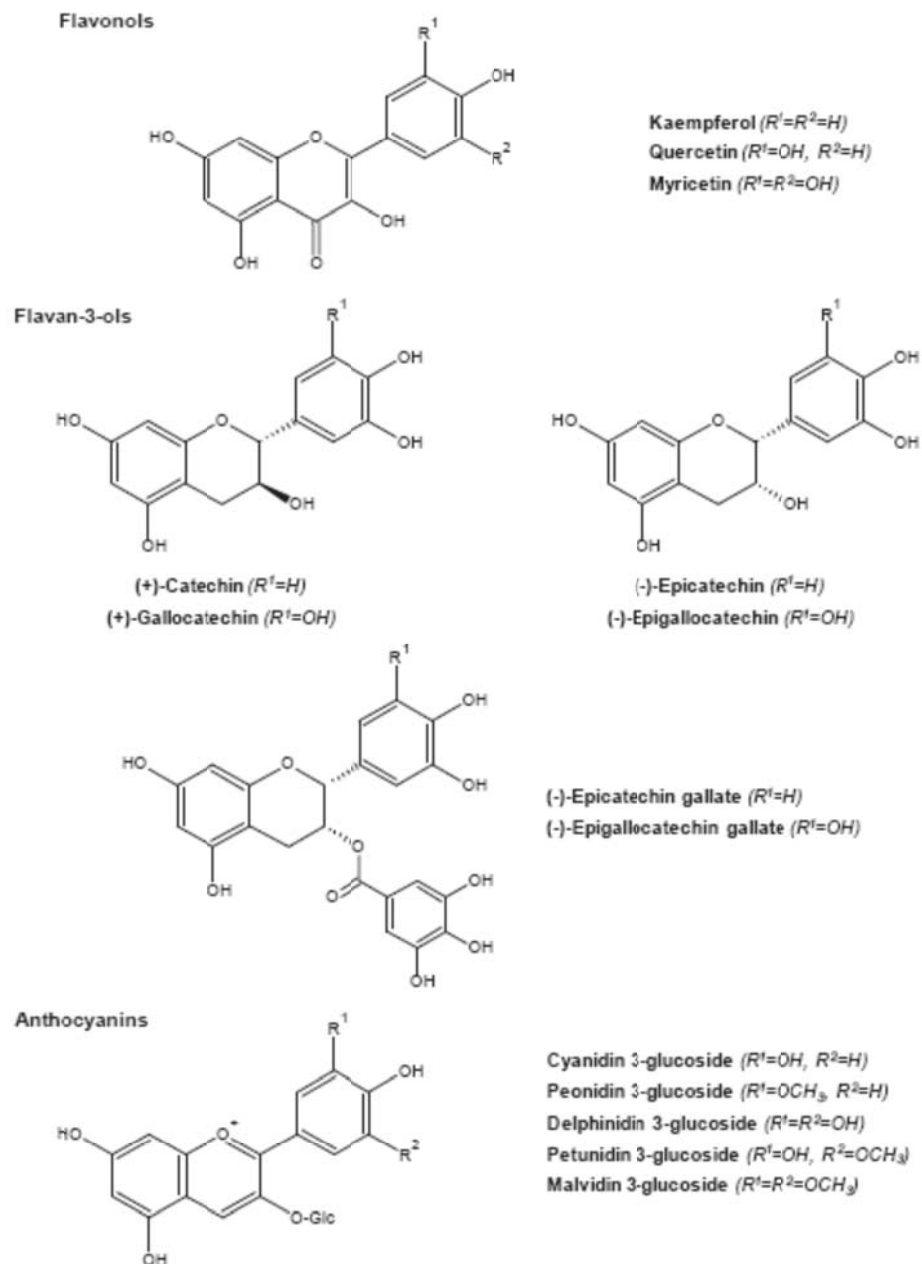 Flavonols
R¹
OH
HO
O
R²
OH
OH
O
Kaempferol (R¹=R²=H)
Quercetin (R¹=OH, R²=H)
Myricetin (R¹=R²=OH)
Flavan-3-ols
R¹
OH
HO
O
OH
OH
OH
(+)-Catechin (R¹=H)
(+)-Gallocatechin (R¹=OH)
R¹
OH
HO
O
OH
OH
OH
(-)-Epicatechin (R¹=H)
(-)-Epigallocatechin (R¹=OH)
R¹
OH
HO
O
OH
O
OH
O
OH
OH
OH
(-)-Epicatechin gallate (R¹=H)
(-)-Epigallocatechin gallate (R¹=OH)
Anthocyanins
R¹
OH
HO
O⁺
R²
O-Glc
OH
Cyanidin 3-glucoside (R¹=OH, R²=H)
Peonidin 3-glucoside (R¹=OCH₃, R²=H)
Delphinidin 3-glucoside (R¹=R²=OH)
Petunidin 3-glucoside (R¹=OH, R²=OCH₃)
Malvidin 3-glucoside (R¹=R²=OCH₃)